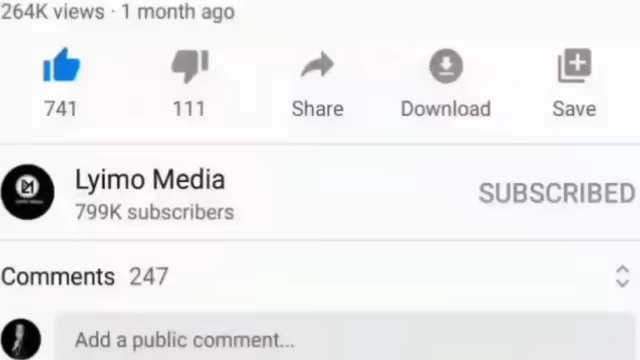 264K views · 1 month ago
741
111
Share
Download
Save
Lyimo Media
799K subscribers
SUBSCRIBED
Comments 247
Add a public comment...